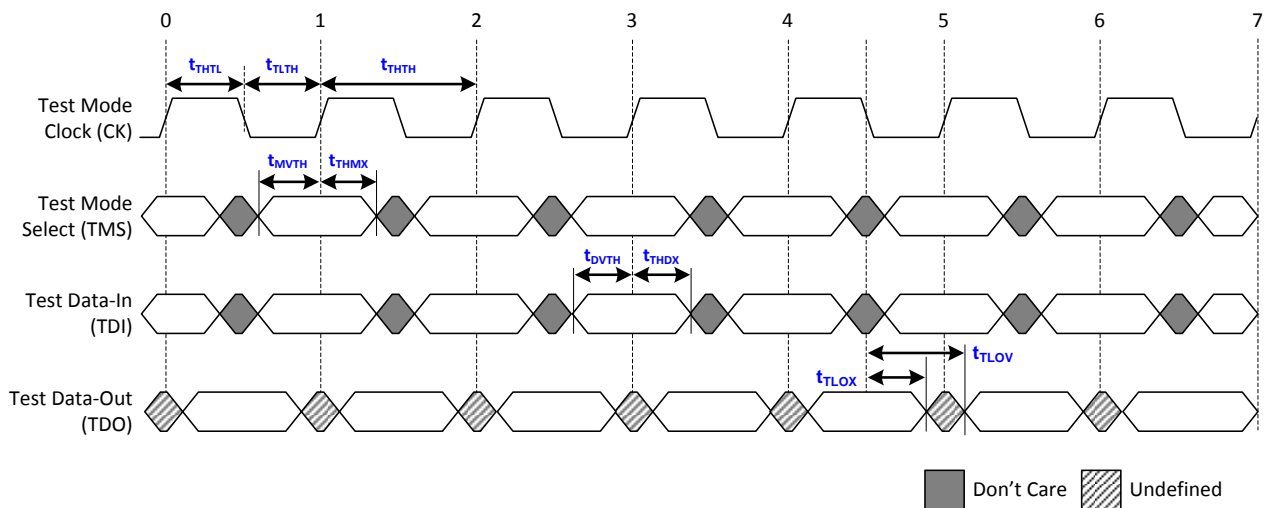 0 1 2 3 4 5 6 7
tTHTL tTLTH tTHTH
Test Mode
Clock (CK)
tMVTH tTHMX
Test Mode
Select (TMS)
tDVTH tTHDX
Test Data-In
(TDI)
tTLOV
tTLOX
Test Data-Out
(TDO)
Don't Care Undefined